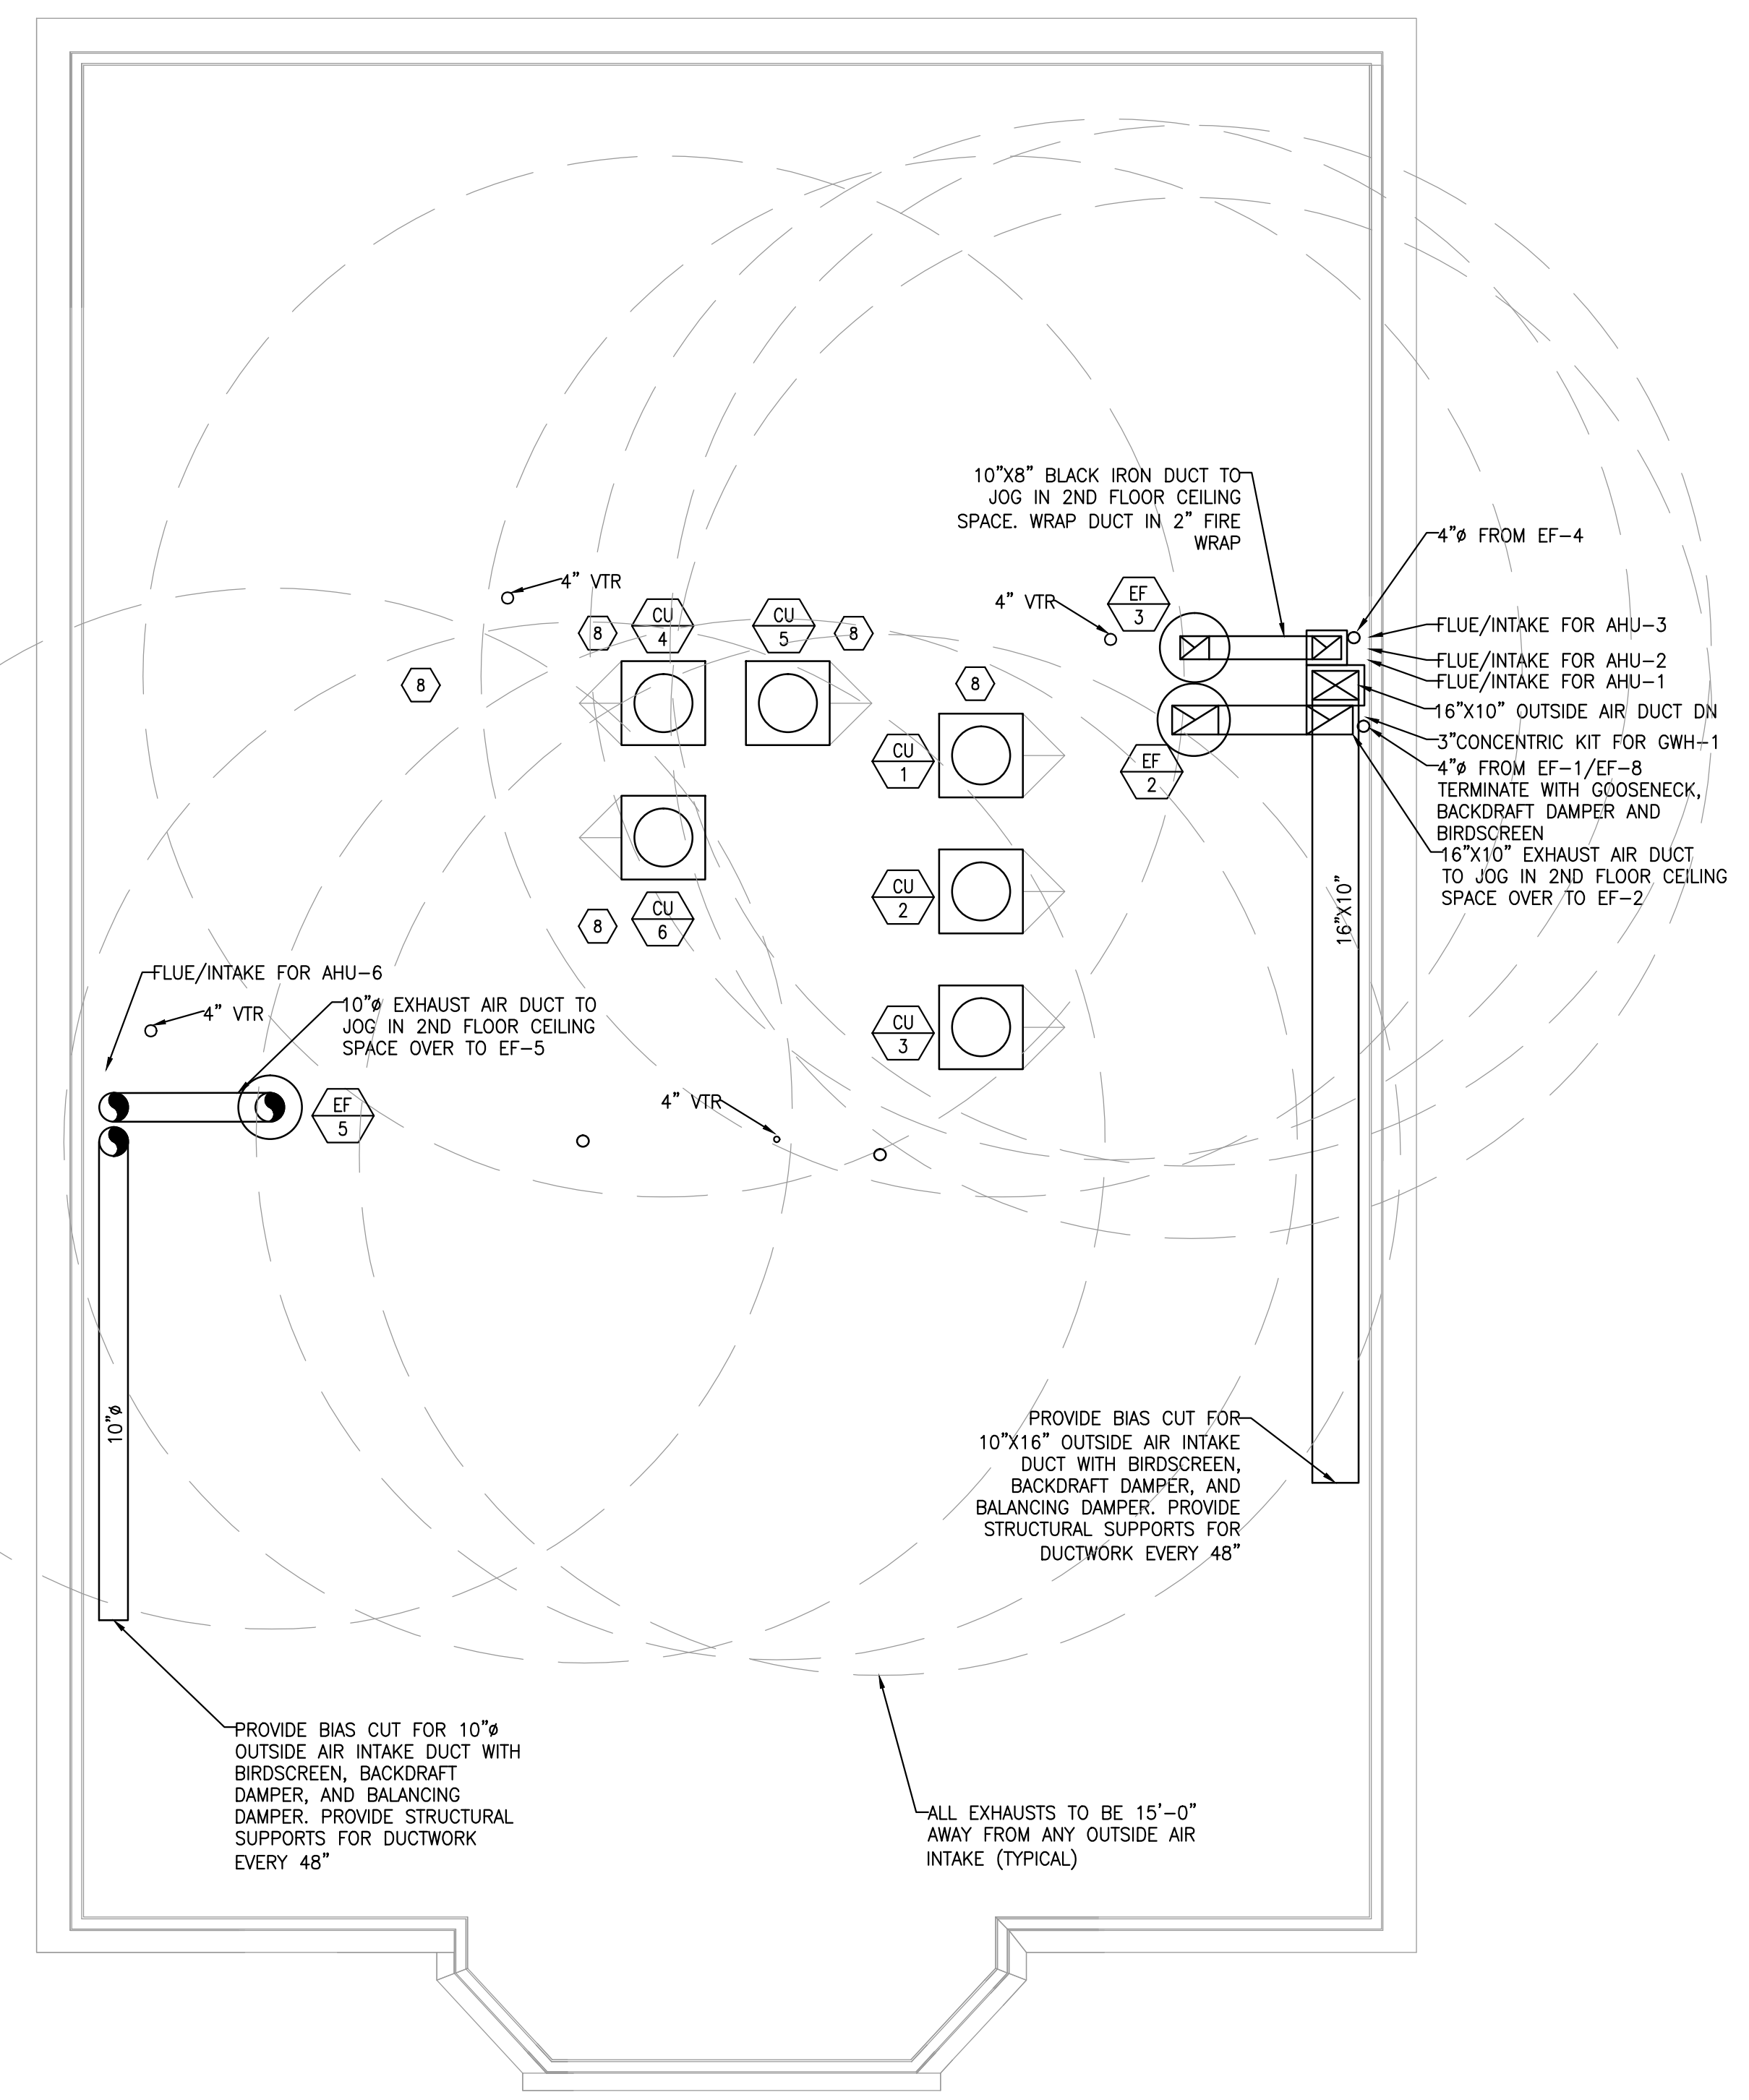 10"X8" BLACK IRON DUCT TO
JOG IN 2ND FLOOR CEILING
SPACE. WRAP DUCT IN 2" FIRE
WRAP
4"ø FROM EF-4
4" VTR
8
CU
4
CU
5
8
4" VTR
EF
3
FLUE/INTAKE FOR AHU-3
FLUE/INTAKE FOR AHU-2
FLUE/INTAKE FOR AHU-1
8
8
16"X10" OUTSIDE AIR DUCT DN
3"CONCENTRIC KIT FOR GWH-1
CU
1
EF
2
4"ø FROM EF-1/EF-8
TERMINATE WITH GOOSENECK,
BACKDRAFT DAMPER AND
BIRDSCREEN
16"X10" EXHAUST AIR DUCT
TO JOG IN 2ND FLOOR CEILING
SPACE OVER TO EF-2
CU
2
16"X10"
8
CU
6
FLUE/INTAKE FOR AHU-6
4" VTR
10"ø EXHAUST AIR DUCT TO
JOG IN 2ND FLOOR CEILING
SPACE OVER TO EF-5
CU
3
EF
5
4" VTR
10"ø
PROVIDE BIAS CUT FOR
10"X16" OUTSIDE AIR INTAKE
DUCT WITH BIRDSCREEN,
BACKDRAFT DAMPER, AND
BALANCING DAMPER. PROVIDE
STRUCTURAL SUPPORTS FOR
DUCTWORK EVERY 48"
PROVIDE BIAS CUT FOR 10"ø
OUTSIDE AIR INTAKE DUCT WITH
BIRDSCREEN, BACKDRAFT
DAMPER, AND BALANCING
DAMPER. PROVIDE STRUCTURAL
SUPPORTS FOR DUCTWORK
EVERY 48"
ALL EXHAUSTS TO BE 15'-0"
AWAY FROM ANY OUTSIDE AIR
INTAKE (TYPICAL)